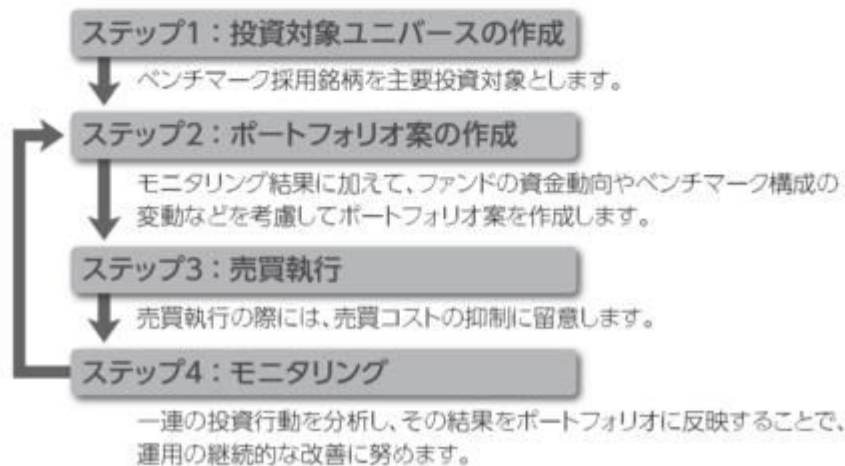 ステップ1：投資対象ユニバースの作成
ベンチマーク採用銘柄を主要投資対象とします。
ステップ2：ポートフォリオ案の作成
モニタリング結果に加えて、ファンドの資金動向やベンチマーク構成の
変動などを考慮してポートフォリオ案を作成します。
ステップ3：売買執行
売買執行の際には、売買コストの抑制に留意します。
ステップ4：モニタリング
一連の投資行動を分析し、その結果をポートフォリオに反映することで、
運用の継続的な改善に努めます。